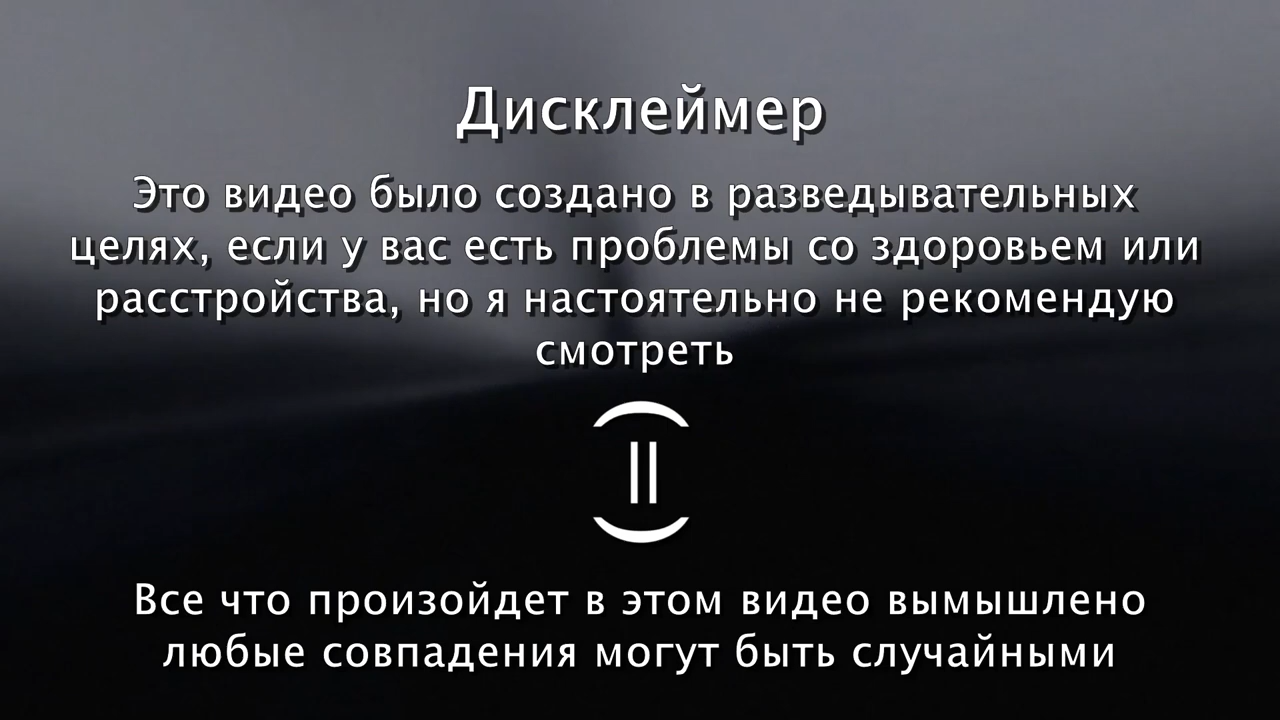 Дисклеймер
Это видео было создано в разведывательных
целях, если у вас есть проблемы со здоровьем или
расстройства, но я настоятельно не рекомендую
смотреть
Все что произойдет в этом видео вымышлено
любые совпадения могут быть случайными